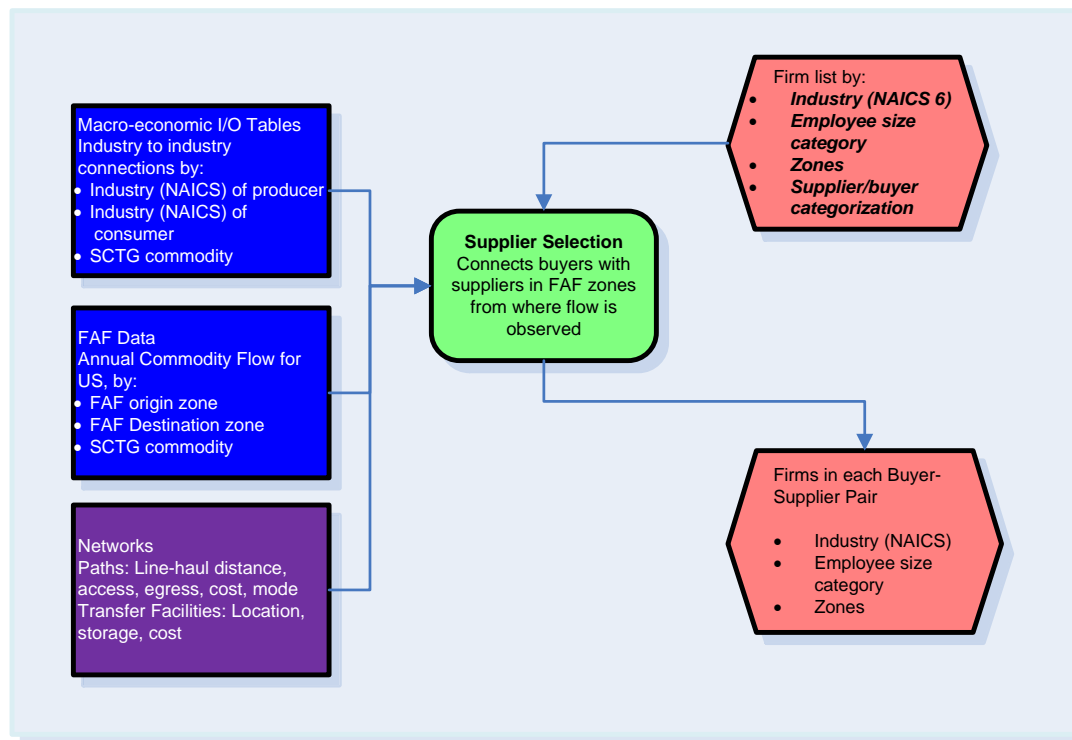 Macro-economic I/O Tables
Industry to industry
connections by:
• Industry (NAICS) of producer
• Industry (NAICS) of
consumer
• SCTG commodity
FAF Data
Annual Commodity Flow for
US, by:
• FAF origin zone
• FAF Destination zone
• SCTG commodity
Networks
Paths: Line-haul distance,
access, egress, cost, mode
Transfer Facilities: Location,
storage, cost
Supplier Selection
Connects buyers with
suppliers in FAF zones
from where flow is
observed
Firm list by:
• Industry (NAICS 6)
• Employee size
category
• Zones
• Supplier/buyer
categorization
Firms in each Buyer-
Supplier Pair
• Industry (NAICS)
• Employee size
category
• Zones